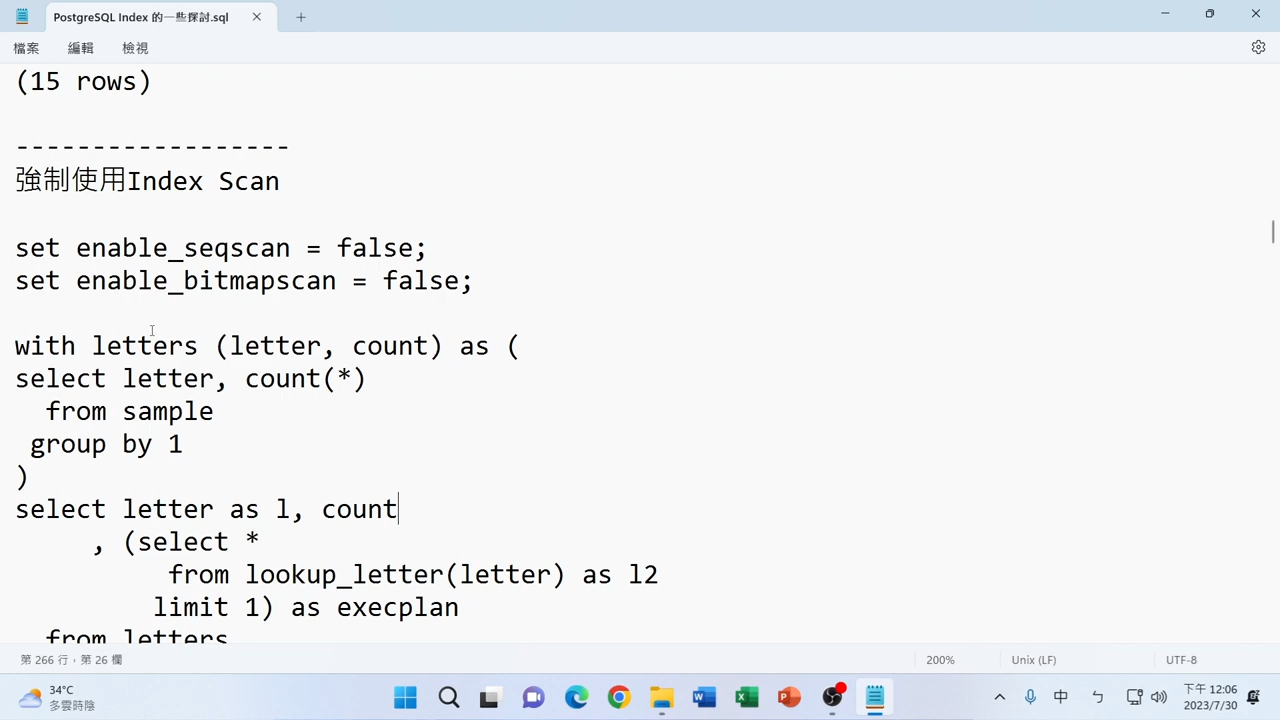 PostgreSQL Index 的一些探討.sql
檔案 編輯 檢視
(15 rows)
------------------
強制使用Index Scan
set enable_seqscan = false;
set enable_bitmapscan = false;
with letters (letter, count) as (
select letter, count(*)
from sample
group by 1
)
select letter as l, count
, (select *
from lookup_letter(letter) as l2
limit 1) as execplan
from letters
第 266 行，第 26 欄 200% Unix (LF) UTF-8
34°C
多雲時陰
中
ㄣ
下午 12:06
2023/7/30